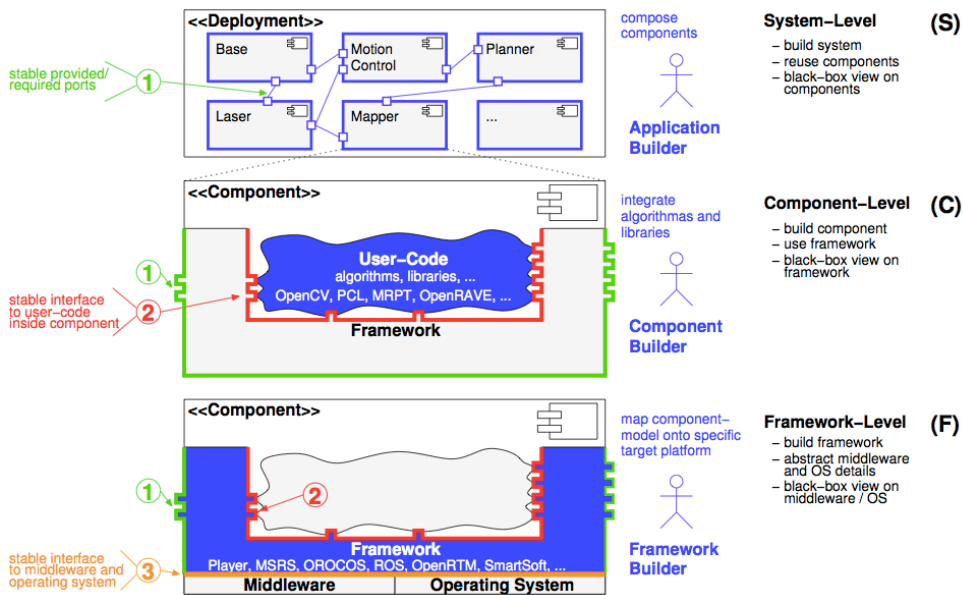 <<Deployment>>
Base
Motion
Control
Planner
Laser
Mapper
...
stable provided/
required ports
1
compose
components
Application
Builder
System-Level
(S)
- build system
- reuse components
- black-box view on
components
<<Component>>
User-Code
algorithms, libraries, ...
OpenCV, PCL, MRPT, OpenRAVE, ...
Framework
1
stable interface
to user-code
inside component
2
integrate
algorithmas and
libraries
Component
Builder
Component-Level
(C)
- build component
- use framework
- black-box view on
framework
<<Component>>
1
2
Framework
Player, MSRS, OROCOS, ROS, OpenRTM, SmartSoft, ...
Middleware
Operating System
stable interface
to middleware and
operating system
3
map component-
model onto specific
target platform
Framework
Builder
Framework-Level
(F)
- build framework
- abstract middleware
and OS details
- black-box view on
middleware / OS